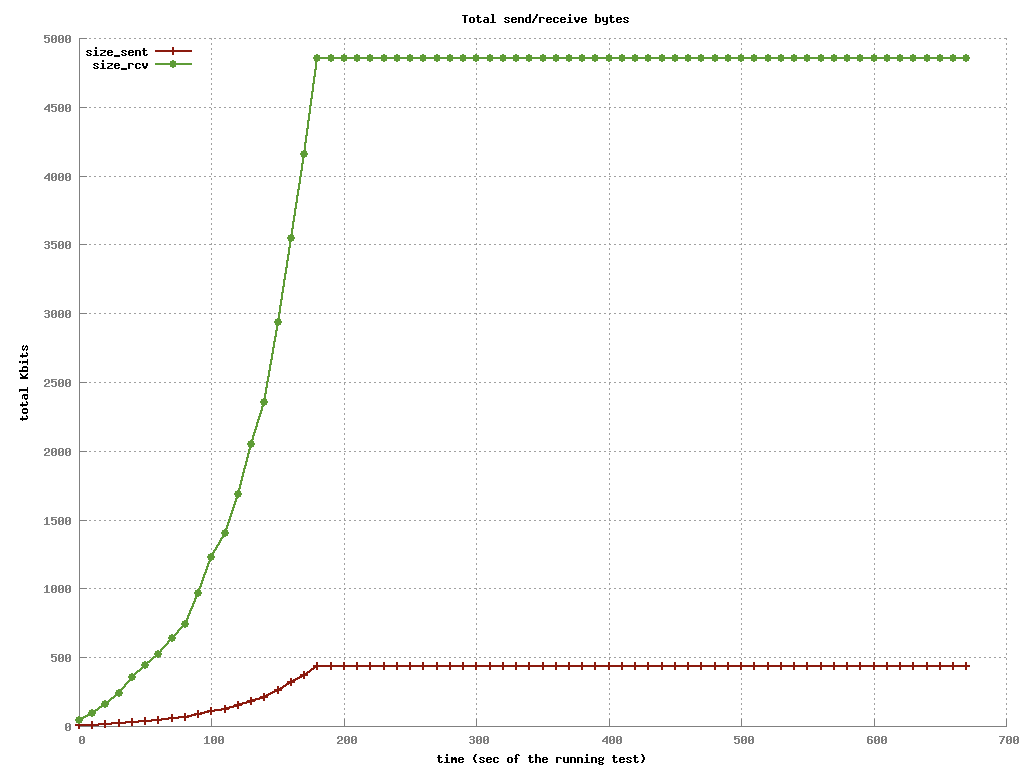 Total send/receive bytes
size_sent
size_rcv
5000
4500
4000
3500
3000
2500
2000
1500
1000
500
0
total Kbits
0 100 200 300 400 500 600 700
time (sec of the running test)